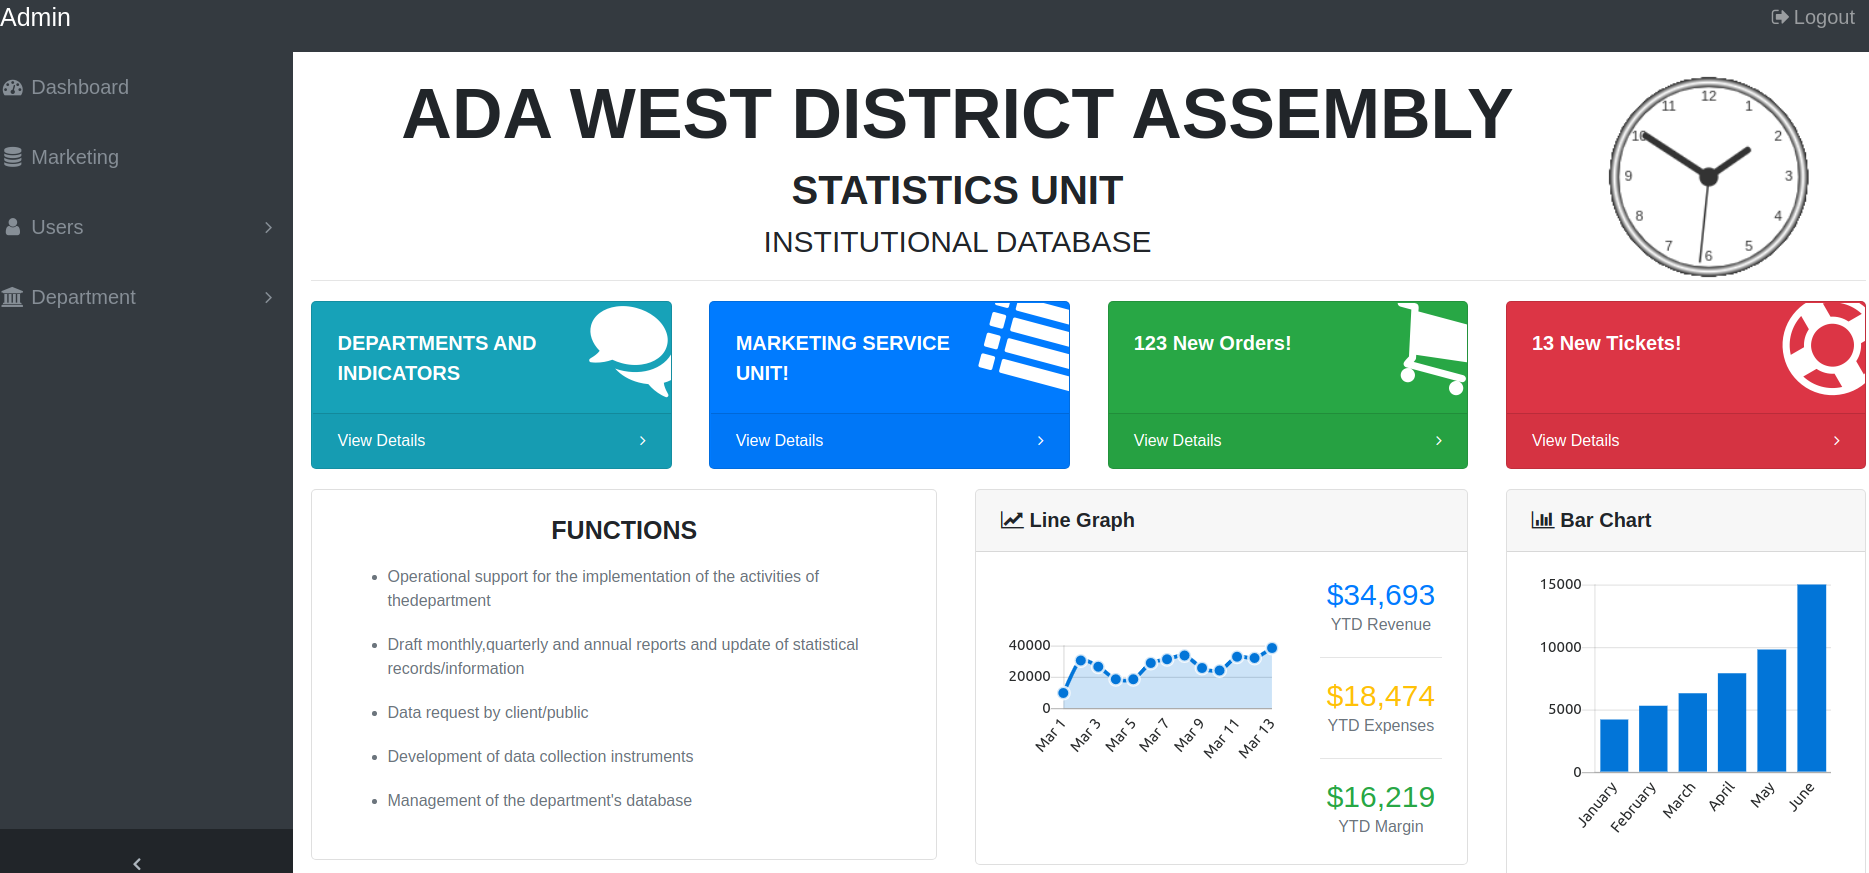 Admin
Logout
Dashboard
Marketing
Users
Department
ADA WEST DISTRICT ASSEMBLY
STATISTICS UNIT
INSTITUTIONAL DATABASE
12
1
2
3
4
5
6
7
8
9
10
11
DEPARTMENTS AND
INDICATORS
View Details
MARKETING SERVICE
UNIT!
View Details
123 New Orders!
View Details
13 New Tickets!
View Details
FUNCTIONS
Operational support for the implementation of the activities of
thedepartment
Draft monthly,quarterly and annual reports and update of statistical
records/information
Data request by client/public
Development of data collection instruments
Management of the department's database
Line Graph
40000
20000
0
Mar 1
Mar 3
Mar 5
Mar 7
Mar 9
Mar 11
Mar 13
$34,693
YTD Revenue
$18,474
YTD Expenses
$16,219
YTD Margin
Bar Chart
15000
10000
5000
0
January
February
March
April
May
June